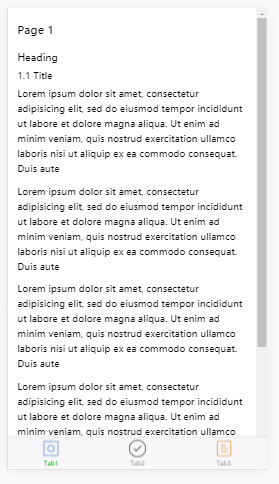 Page 1
Heading
1.1 Title
Lorem ipsum dolor sit amet, consectetur
adipisicing elit, sed do eiusmod tempor incididunt
ut labore et dolore magna aliqua. Ut enim ad
minim veniam, quis nostrud exercitation ullamco
laboris nisi ut aliquip ex ea commodo consequat.
Duis aute
Lorem ipsum dolor sit amet, consectetur
adipisicing elit, sed do eiusmod tempor incididunt
ut labore et dolore magna aliqua. Ut enim ad
minim veniam, quis nostrud exercitation ullamco
laboris nisi ut aliquip ex ea commodo consequat.
Duis aute
Lorem ipsum dolor sit amet, consectetur
adipisicing elit, sed do eiusmod tempor incididunt
ut labore et dolore magna aliqua. Ut enim ad
minim veniam, quis nostrud exercitation ullamco
laboris nisi ut aliquip ex ea commodo consequat.
Duis aute
Lorem ipsum dolor sit amet, consectetur
adipisicing elit, sed do eiusmod tempor incididunt
ut labore et dolore magna aliqua. Ut enim ad
minim veniam, quis nostrud exercitation ullamco
Tab1 Tab2 Tab3